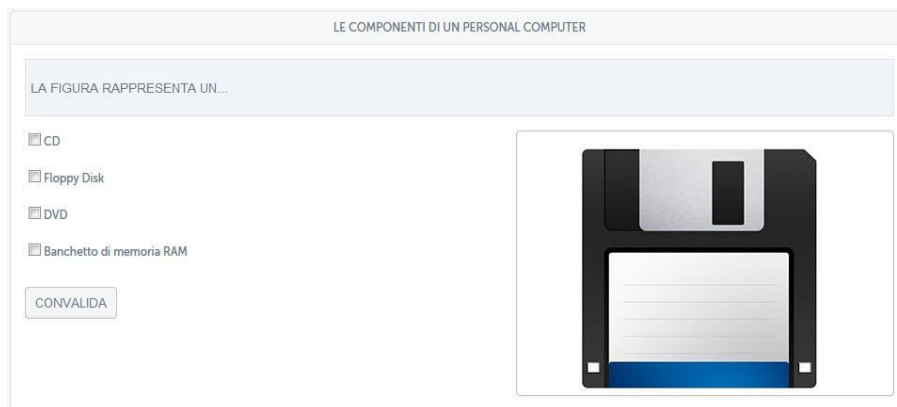 LE COMPONENTI DI UN PERSONAL COMPUTER
LA FIGURA RAPPRESENTA UN...
CD
Floppy Disk
DVD
Banchetto di memoria RAM
CONVALIDA